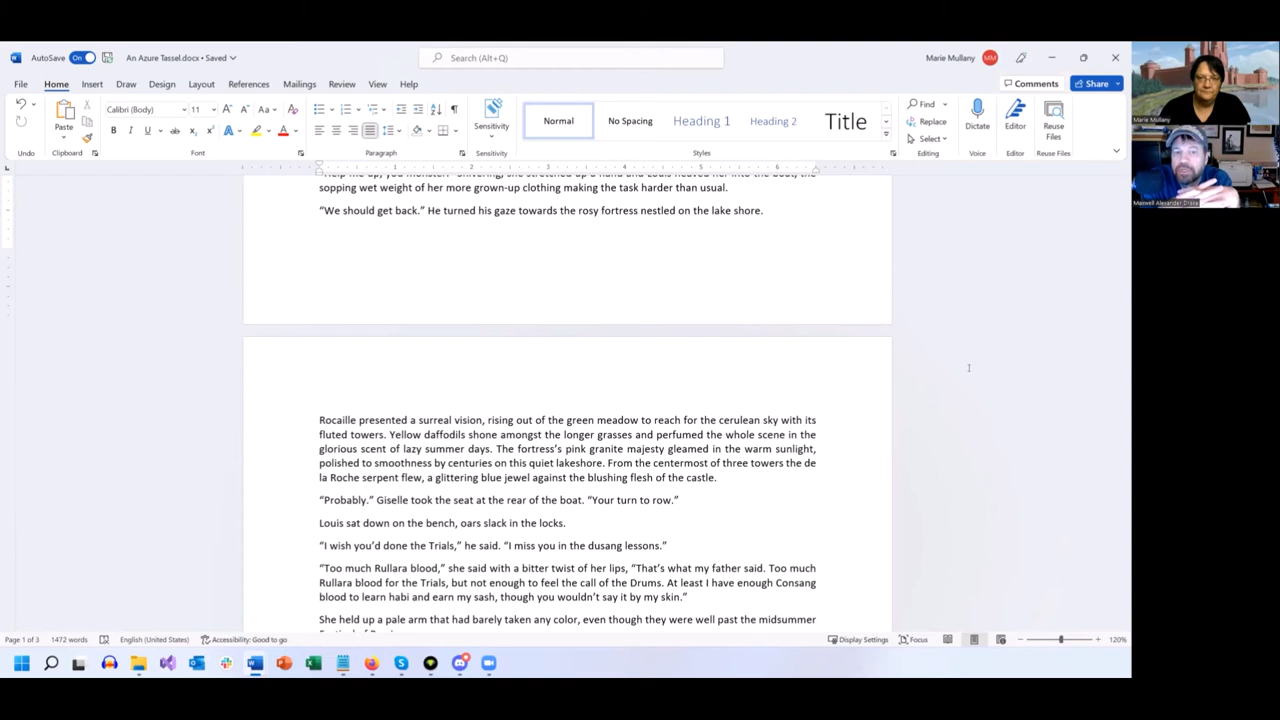 AutoSave On An Azure Tassel.docx • Saved Search (Alt+Q) Marie Mullany MM
File Home Insert Draw Design Layout References Mailings Review View Help Comments Share
Calibri (Body) 11 Normal No Spacing Heading 1 Heading 2 Title Find Replace Select
Paste Sensitivity Dictate Editor Reuse Files
Undo Clipboard Font Paragraph Sensitivity Styles Editing Voice Editor Reuse Files
Marie Mullany
Maxwell Alexander Drake
1 2 3 4 5
sopping wet weight of her more grown-up clothing making the task harder than usual.
“We should get back.” He turned his gaze towards the rosy fortress nestled on the lake shore.
Rocaille presented a surreal vision, rising out of the green meadow to reach for the cerulean sky with its
fluted towers. Yellow daffodils shone amongst the longer grasses and perfumed the whole scene in the
glorious scent of lazy summer days. The fortress’s pink granite majesty gleamed in the warm sunlight,
polished to smoothness by centuries on this quiet lakeshore. From the centermost of three towers the de
la Roche serpent flew, a glittering blue jewel against the blushing flesh of the castle.
“Probably.” Giselle took the seat at the rear of the boat. “Your turn to row.”
Louis sat down on the bench, oars slack in the locks.
“I wish you’d done the Trials,” he said. “I miss you in the dusang lessons.”
“Too much Rullara blood,” she said with a bitter twist of her lips, “That’s what my father said. Too much
Rullara blood for the Trials, but not enough to feel the call of the Drums. At least I have enough Consang
blood to learn habi and earn my sash, though you wouldn’t say it by my skin.”
She held up a pale arm that had barely taken any color, even though they were well past the midsummer
Page 1 of 3 1472 words English (United States) Accessibility: Good to go Display Settings Focus 120%